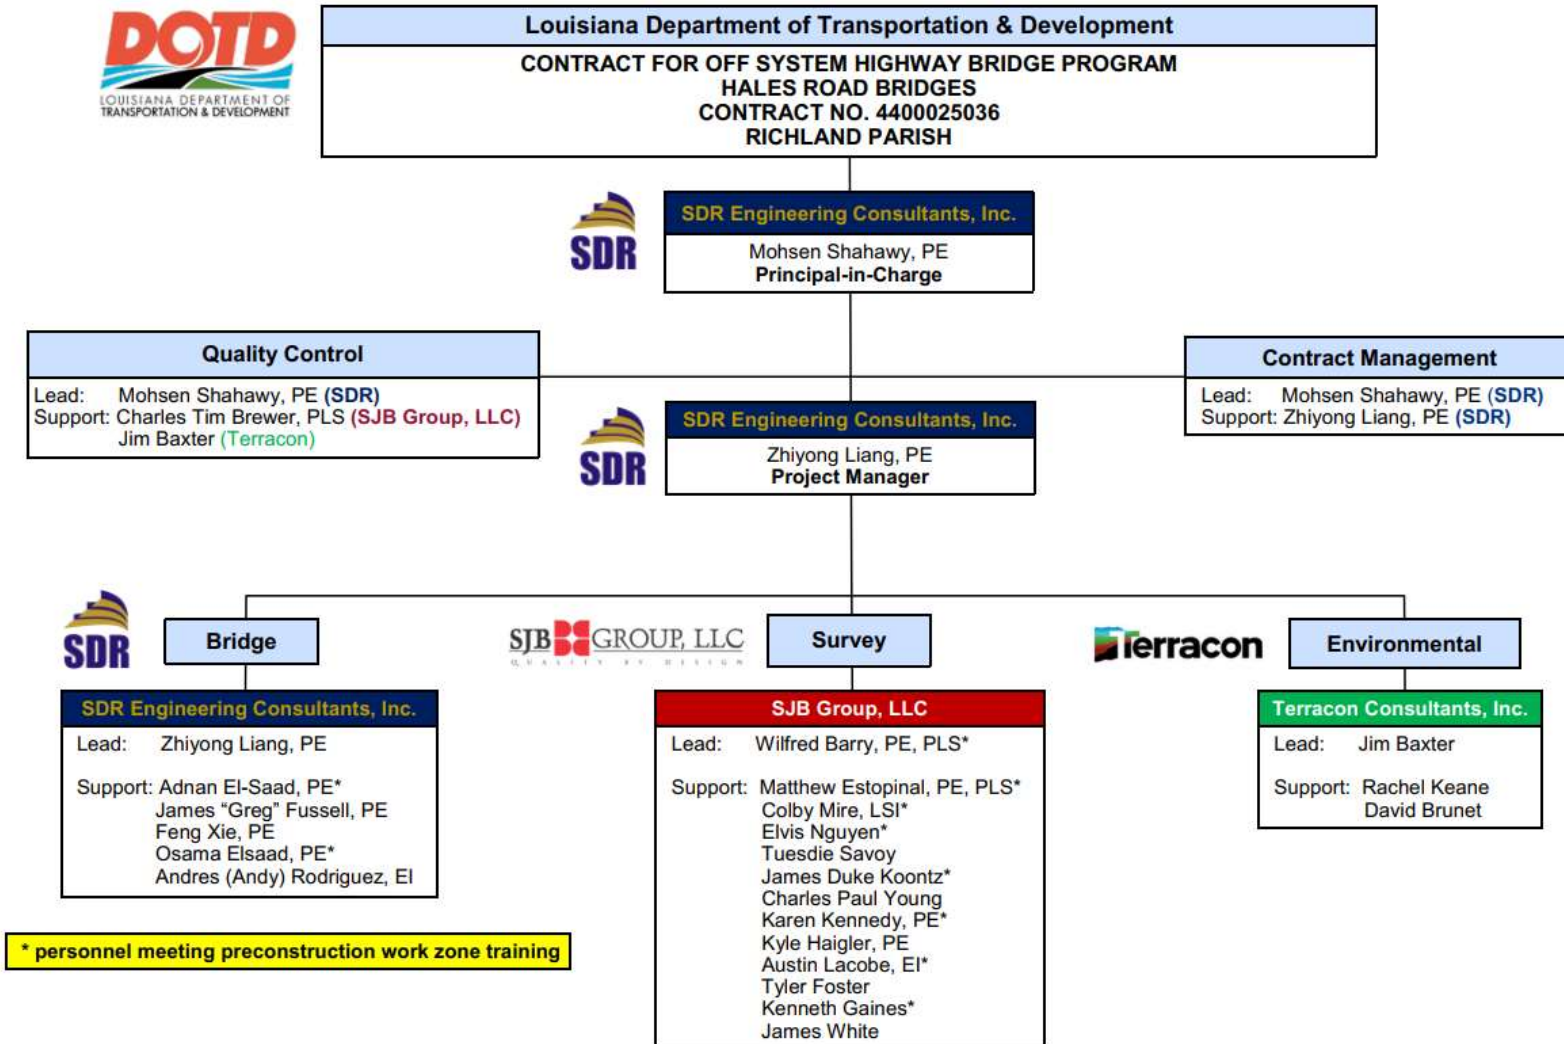 DOTD
LOUISIANA DEPARTMENT OF
TRANSPORTATION & DEVELOPMENT
Louisiana Department of Transportation & Development
CONTRACT FOR OFF SYSTEM HIGHWAY BRIDGE PROGRAM
HALES ROAD BRIDGES
CONTRACT NO. 4400025036
RICHLAND PARISH
SDR
SDR Engineering Consultants, Inc.
Mohsen Shahawy, PE
Principal-in-Charge
Quality Control
Lead: Mohsen Shahawy, PE (SDR)
Support: Charles Tim Brewer, PLS (SJB Group, LLC)
Jim Baxter (Terracon)
Contract Management
Lead: Mohsen Shahawy, PE (SDR)
Support: Zhiyong Liang, PE (SDR)
SDR
SDR Engineering Consultants, Inc.
Zhiyong Liang, PE
Project Manager
SDR
Bridge
SDR Engineering Consultants, Inc.
Lead: Zhiyong Liang, PE
Support: Adnan El-Saad, PE*
James “Greg” Fussell, PE
Feng Xie, PE
Osama Elsaad, PE*
Andres (Andy) Rodriguez, EI
* personnel meeting preconstruction work zone training
SJB GROUP, LLC
QUALITY BY DESIGN
Survey
SJB Group, LLC
Lead: Wilfred Barry, PE, PLS*
Support: Matthew Estopinal, PE, PLS*
Colby Mire, LSI*
Elvis Nguyen*
Tuesdie Savoy
James Duke Koontz*
Charles Paul Young
Karen Kennedy, PE*
Kyle Haigler, PE
Austin Lacobe, EI*
Tyler Foster
Kenneth Gaines*
James White
Terracon
Environmental
Terracon Consultants, Inc.
Lead: Jim Baxter
Support: Rachel Keane
David Brunet